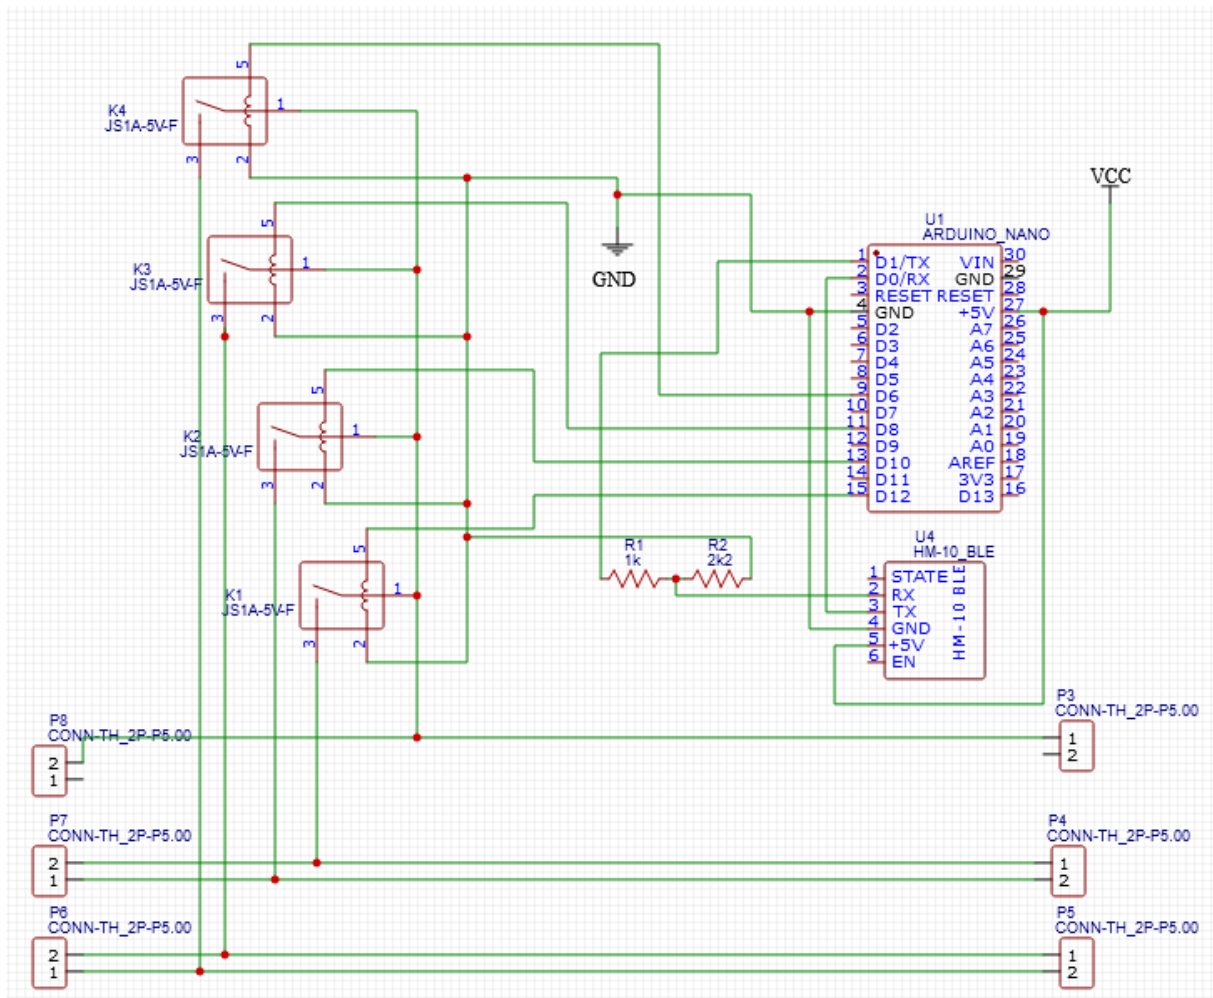 5
K4
JS1A-5V-F
1
3
2
5
K3
JS1A-5V-F
1
3
2
GND
VCC
5
K2
JS1A-5V-F
1
3
2
5
K1
JS1A-5V-F
1
3
2
U1
ARDUINO_NANO
1 D1/TX VIN 30
2 D0/RX GND 29
3 RESET RESET 28
4 GND +5V 27
5 D2 A7 26
6 D3 A6 25
7 D4 A5 24
8 D5 A4 23
9 D6 A3 22
10 D7 A2 21
11 D8 A1 20
12 D9 A0 19
13 D10 AREF 18
14 D11 3V3 17
15 D12 D13 16
R1
1k
R2
2k2
U4
HM-10_BLE
1 STATE
2 RX
3 TX
4 GND
5 +5V
6 EN
HM-10 BLE
P8
CONN-TH_2P-P5.00
2
1
P3
CONN-TH_2P-P5.00
1
2
P7
CONN-TH_2P-P5.00
2
1
P4
CONN-TH_2P-P5.00
1
2
P6
CONN-TH_2P-P5.00
2
1
P5
CONN-TH_2P-P5.00
1
2